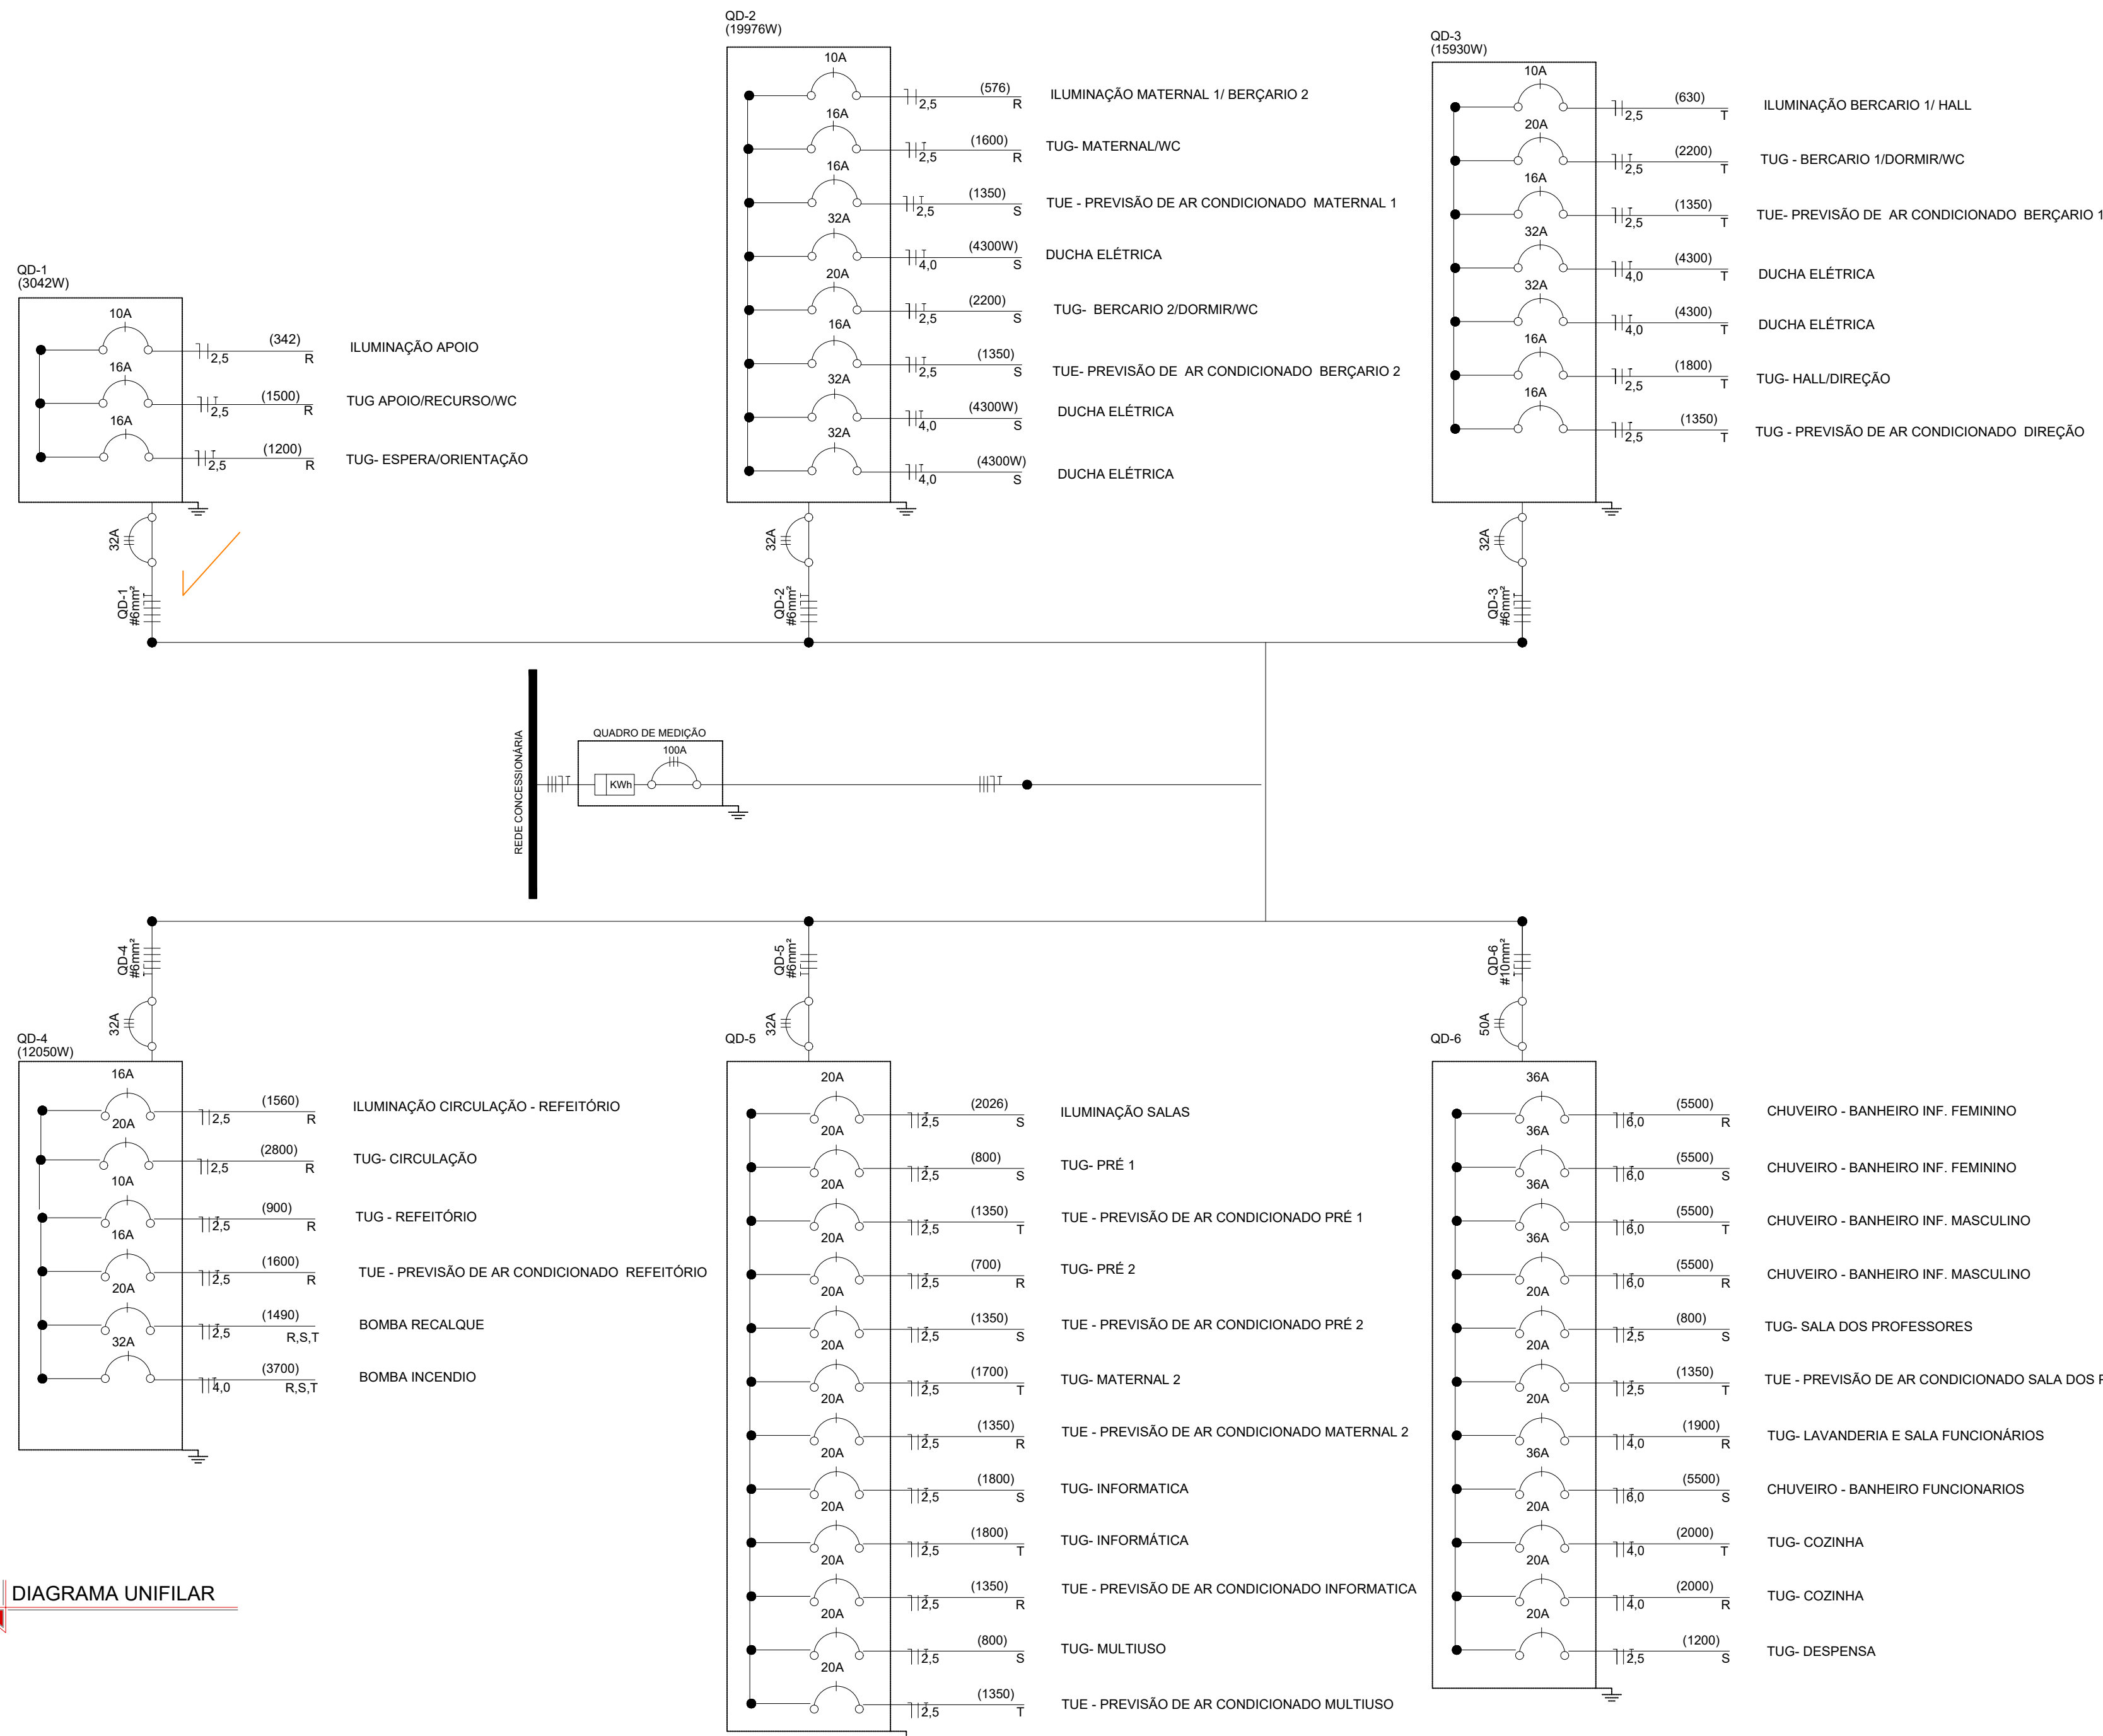 QD-1
(3042W)
10A
2,5
(342)
R
ILUMINAÇÃO APOIO
16A
2,5
(1500)
R
TUG APOIO/RECURSO/WC
16A
2,5
(1200)
R
TUG- ESPERA/ORIENTAÇÃO
32A
QD-1
#6mm²
QD-2
(19976W)
10A
2,5
(576)
R
ILUMINAÇÃO MATERNAL 1/ BERÇARIO 2
16A
2,5
(1600)
R
TUG- MATERNAL/WC
16A
2,5
(1350)
S
TUE - PREVISÃO DE AR CONDICIONADO MATERNAL 1
32A
4,0
(4300W)
S
DUCHA ELÉTRICA
20A
2,5
(2200)
S
TUG- BERCARIO 2/DORMIR/WC
16A
2,5
(1350)
S
TUE- PREVISÃO DE AR CONDICIONADO BERÇARIO 2
32A
4,0
(4300W)
S
DUCHA ELÉTRICA
32A
4,0
(4300W)
S
DUCHA ELÉTRICA
32A
QD-2
#6mm²
QD-3
(15930W)
10A
2,5
(630)
T
ILUMINAÇÃO BERCARIO 1/ HALL
20A
2,5
(2200)
T
TUG - BERCARIO 1/DORMIR/WC
16A
2,5
(1350)
T
TUE- PREVISÃO DE AR CONDICIONADO BERÇARIO 1
32A
4,0
(4300)
T
DUCHA ELÉTRICA
32A
4,0
(4300)
T
DUCHA ELÉTRICA
16A
2,5
(1800)
T
TUG- HALL/DIREÇÃO
16A
2,5
(1350)
T
TUG - PREVISÃO DE AR CONDICIONADO DIREÇÃO
32A
QD-3
#6mm²
REDE CONCESSIONÁRIA
QUADRO DE MEDIÇÃO
100A
KWh
QD-4
#6mm²
32A
QD-4
(12050W)
16A
2,5
(1560)
R
ILUMINAÇÃO CIRCULAÇÃO - REFEITÓRIO
20A
2,5
(2800)
R
TUG- CIRCULAÇÃO
10A
2,5
(900)
R
TUG - REFEITÓRIO
16A
2,5
(1600)
R
TUE - PREVISÃO DE AR CONDICIONADO REFEITÓRIO
20A
2,5
(1490)
R,S,T
BOMBA RECALQUE
32A
4,0
(3700)
R,S,T
BOMBA INCENDIO
QD-5
#6mm²
32A
QD-5
20A
2,5
(2026)
S
ILUMINAÇÃO SALAS
20A
2,5
(800)
S
TUG- PRÉ 1
20A
2,5
(1350)
T
TUE - PREVISÃO DE AR CONDICIONADO PRÉ 1
20A
2,5
(700)
R
TUG- PRÉ 2
20A
2,5
(1350)
S
TUE - PREVISÃO DE AR CONDICIONADO PRÉ 2
20A
2,5
(1700)
T
TUG- MATERNAL 2
20A
2,5
(1350)
R
TUE - PREVISÃO DE AR CONDICIONADO MATERNAL 2
20A
2,5
(1800)
S
TUG- INFORMATICA
20A
2,5
(1800)
T
TUG- INFORMÁTICA
20A
2,5
(1350)
R
TUE - PREVISÃO DE AR CONDICIONADO INFORMATICA
20A
2,5
(800)
S
TUG- MULTIUSO
20A
2,5
(1350)
T
TUE - PREVISÃO DE AR CONDICIONADO MULTIUSO
QD-6
#10mm²
50A
QD-6
36A
6,0
(5500)
R
CHUVEIRO - BANHEIRO INF. FEMININO
36A
6,0
(5500)
S
CHUVEIRO - BANHEIRO INF. FEMININO
36A
6,0
(5500)
T
CHUVEIRO - BANHEIRO INF. MASCULINO
36A
6,0
(5500)
R
CHUVEIRO - BANHEIRO INF. MASCULINO
20A
2,5
(800)
S
TUG- SALA DOS PROFESSORES
20A
2,5
(1350)
T
TUE - PREVISÃO DE AR CONDICIONADO SALA DOS
20A
4,0
(1900)
R
TUG- LAVANDERIA E SALA FUNCIONÁRIOS
36A
6,0
(5500)
S
CHUVEIRO - BANHEIRO FUNCIONARIOS
20A
4,0
(2000)
T
TUG- COZINHA
20A
4,0
(2000)
R
TUG- COZINHA
20A
2,5
(1200)
S
TUG- DESPENSA
DIAGRAMA UNIFILAR